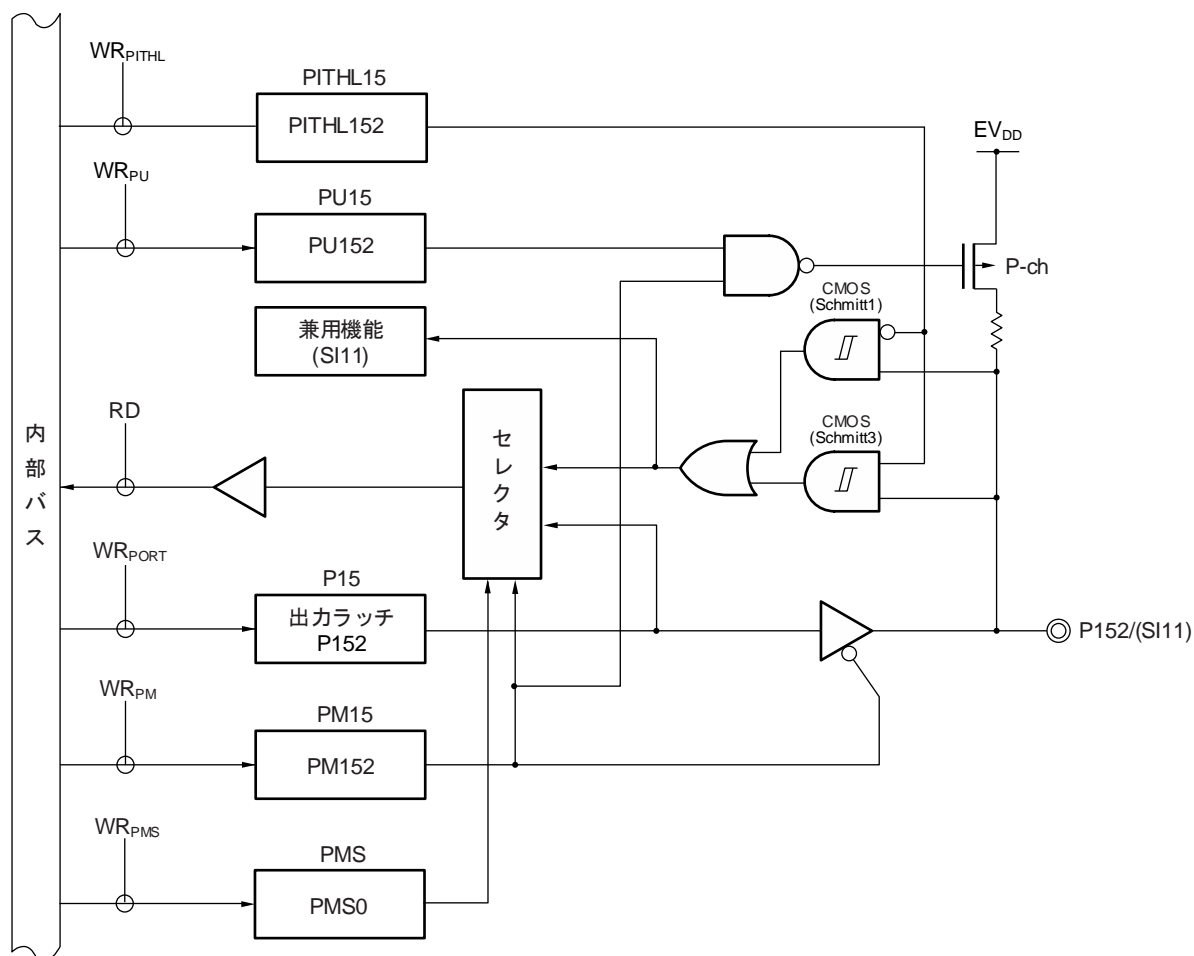 WRPITHL
PITHL15
PITHL152
EVDD
WRPU
PU15
PU152
P-ch
CMOS
(Schmitt1)
兼用機能
(SI11)
RD
セレクタ
CMOS
(Schmitt3)
内部バス
WRPORT
P15
出力ラッチ
P152
P152/(SI11)
WRPM
PM15
PM152
WRPMS
PMS
PMS0